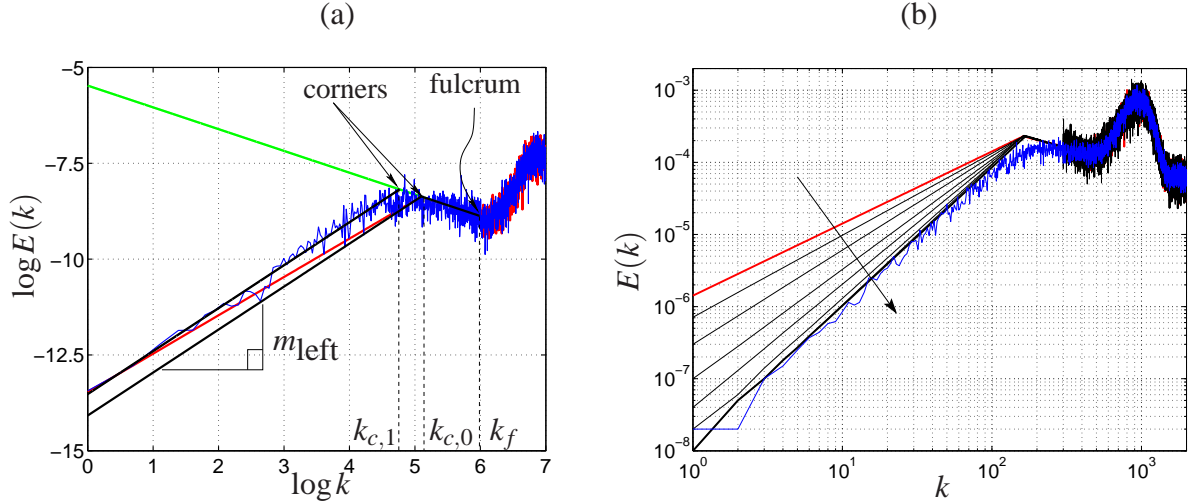 (a)
(b)
−5
−7.5
−10
−12.5
−15
0
1
2
3
4
5
6
7
log E(k)
log k
corners
fulcrum
m_left
k_{c,1}
k_{c,0}
k_f
10^{−3}
10^{−4}
10^{−5}
10^{−6}
10^{−7}
10^{−8}
10^0
10^1
10^2
10^3
E(k)
k